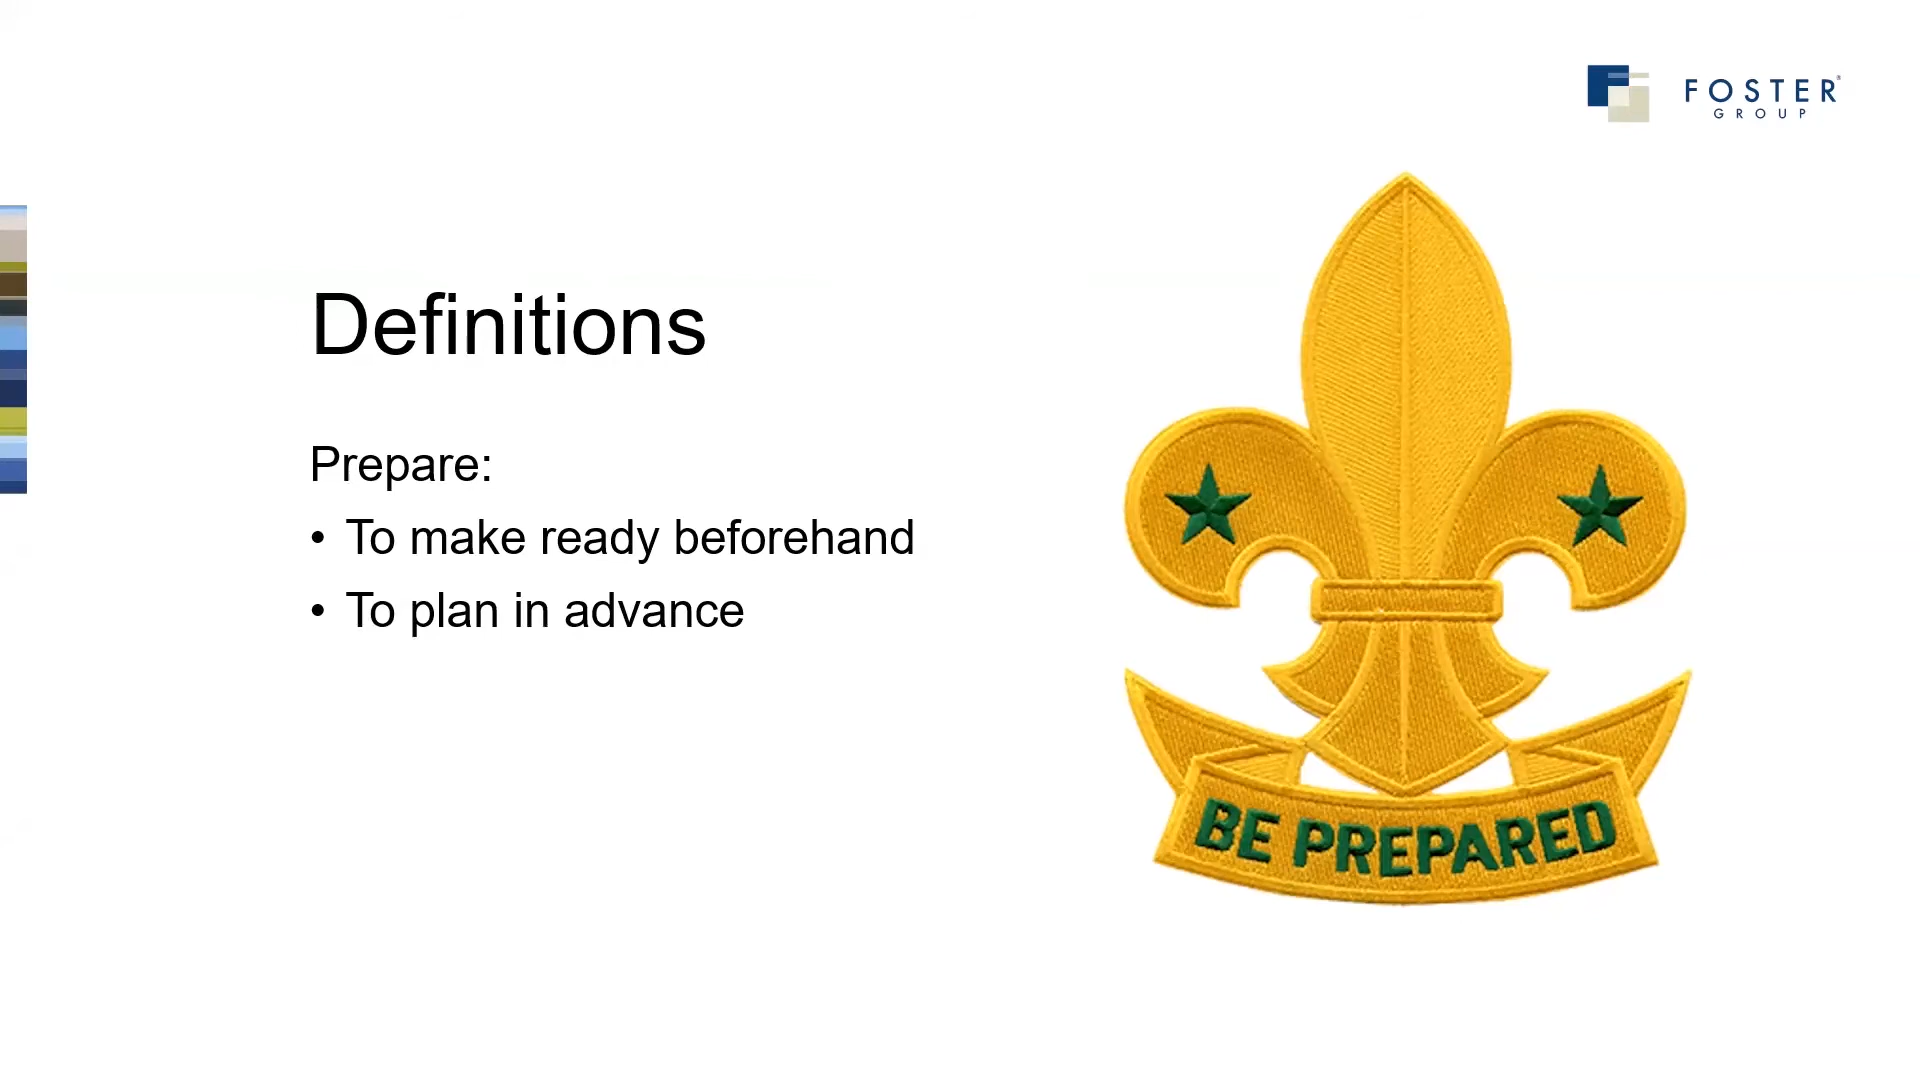 FOSTER®
GROUP
Definitions
Prepare:
• To make ready beforehand
• To plan in advance
BE PREPARED